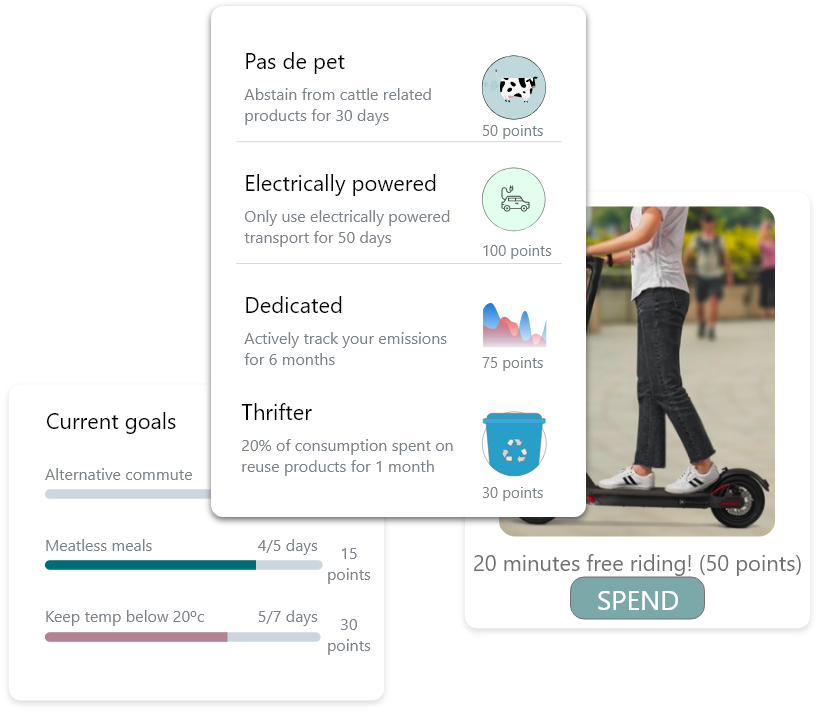 Pas de pet
Abstain from cattle related
products for 30 days
50 points
Electrically powered
Only use electrically powered
transport for 50 days
100 points
Dedicated
Actively track your emissions
for 6 months
75 points
Thrifter
20% of consumption spent on
reuse products for 1 month
30 points
Current goals
Alternative commute
Meatless meals
4/5 days
15
points
Keep temp below 20ºc
5/7 days
30
points
20 minutes free riding! (50 points)
SPEND